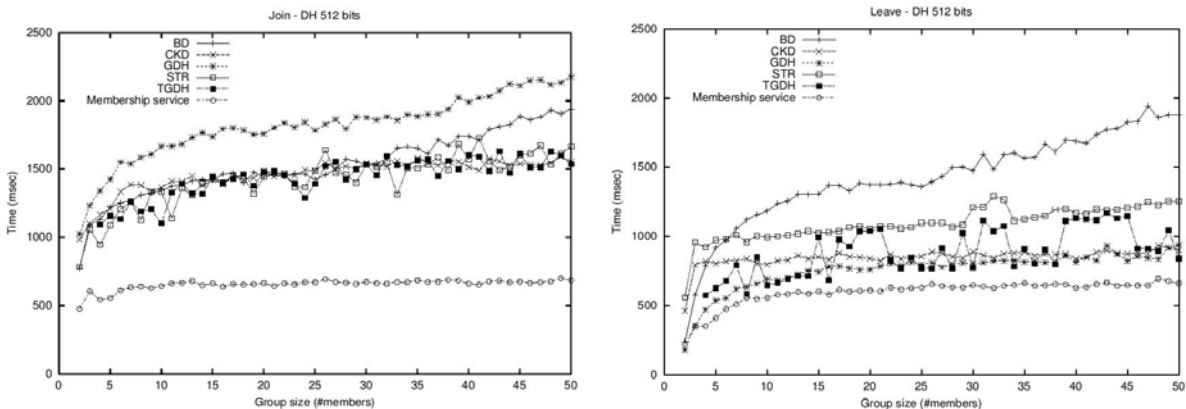 Join - DH 512 bits
2500
2000
1500
1000
500
0
Time (msec)
BD
CKD
GDH
STR
TGDH
Membership service
0 5 10 15 20 25 30 35 40 45 50
Group size (#members)
Leave - DH 512 bits
2500
2000
1500
1000
500
0
Time (msec)
BD
CKD
GDH
STR
TGDH
Membership service
0 5 10 15 20 25 30 35 40 45 50
Group size (#members)